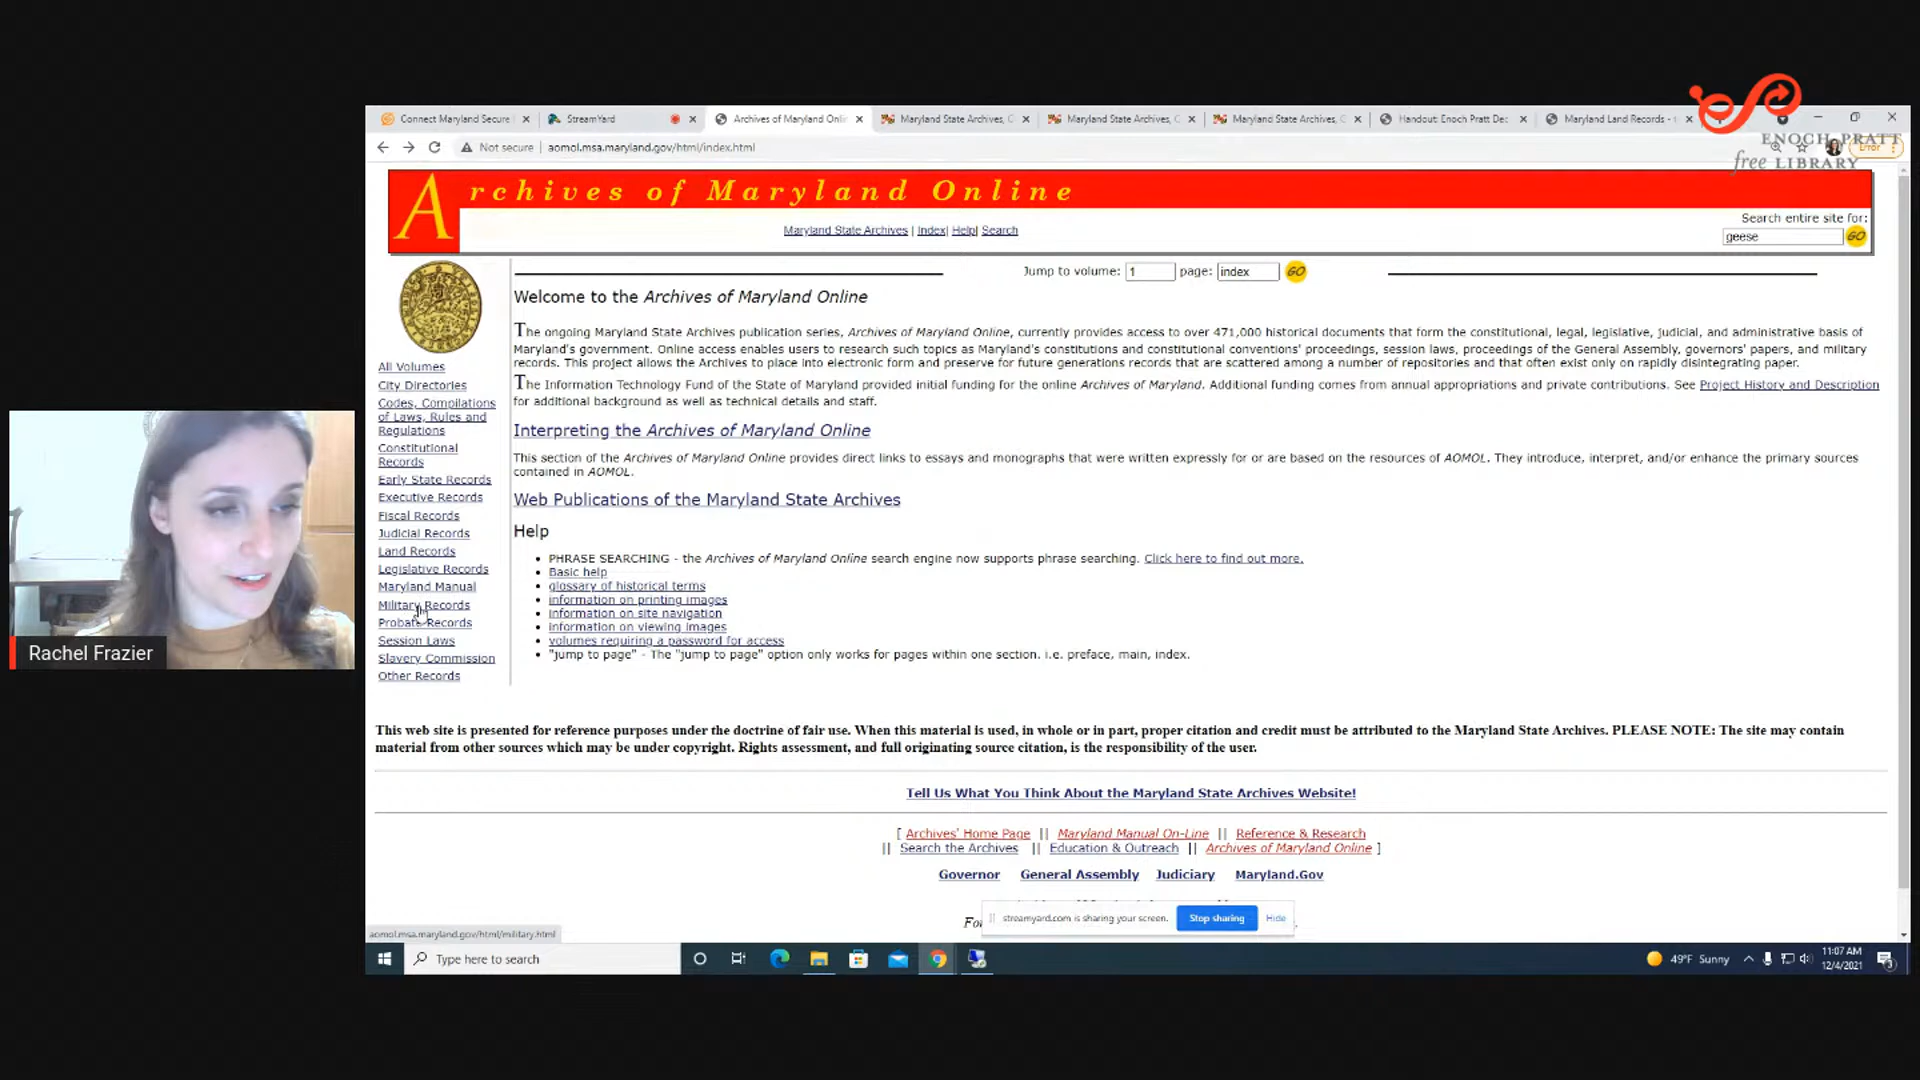 Connect Maryland Secure
StreamYard
Archives of Maryland Onli
Maryland State Archives, C
Maryland State Archives, C
Maryland State Archives, C
Handout: Enoch Pratt Dec
Maryland Land Records -
Not secure
aomol.msa.maryland.gov/html/index.html
Error
ENOCH PRATT
free LIBRARY
Archives of Maryland Online
Maryland State Archives | Index| Help| Search
Search entire site for:
geese
GO
Jump to volume: 1 page: index GO
All Volumes
City Directories
Codes, Compilations
of Laws, Rules and
Regulations
Constitutional
Records
Early State Records
Executive Records
Fiscal Records
Judicial Records
Land Records
Legislative Records
Maryland Manual
Military Records
Probate Records
Session Laws
Slavery Commission
Other Records
Welcome to the Archives of Maryland Online
The ongoing Maryland State Archives publication series, Archives of Maryland Online, currently provides access to over 471,000 historical documents that form the constitutional, legal, legislative, judicial, and administrative basis of
Maryland's government. Online access enables users to research such topics as Maryland's constitutions and constitutional conventions' proceedings, session laws, proceedings of the General Assembly, governors' papers, and military
records. This project allows the Archives to place into electronic form and preserve for future generations records that are scattered among a number of repositories and that often exist only on rapidly disintegrating paper.
The Information Technology Fund of the State of Maryland provided initial funding for the online Archives of Maryland. Additional funding comes from annual appropriations and private contributions. See Project History and Description
for additional background as well as technical details and staff.
Interpreting the Archives of Maryland Online
This section of the Archives of Maryland Online provides direct links to essays and monographs that were written expressly for or are based on the resources of AOMOL. They introduce, interpret, and/or enhance the primary sources
contained in AOMOL.
Web Publications of the Maryland State Archives
Help
• PHRASE SEARCHING - the Archives of Maryland Online search engine now supports phrase searching. Click here to find out more.
• Basic help
• glossary of historical terms
• information on printing images
• information on site navigation
• information on viewing images
• volumes requiring a password for access
• "jump to page" - The "jump to page" option only works for pages within one section. i.e. preface, main, index.
Rachel Frazier
This web site is presented for reference purposes under the doctrine of fair use. When this material is used, in whole or in part, proper citation and credit must be attributed to the Maryland State Archives. PLEASE NOTE: The site may contain
material from other sources which may be under copyright. Rights assessment, and full originating source citation, is the responsibility of the user.
Tell Us What You Think About the Maryland State Archives Website!
[ Archives' Home Page || Maryland Manual On-Line || Reference & Research
|| Search the Archives || Education & Outreach || Archives of Maryland Online ]
Governor General Assembly Judiciary Maryland.Gov
streamyard.com is sharing your screen. Stop sharing Hide
aomol.msa.maryland.gov/html/military.html
Type here to search
49°F Sunny
11:07 AM
12/4/2021
3